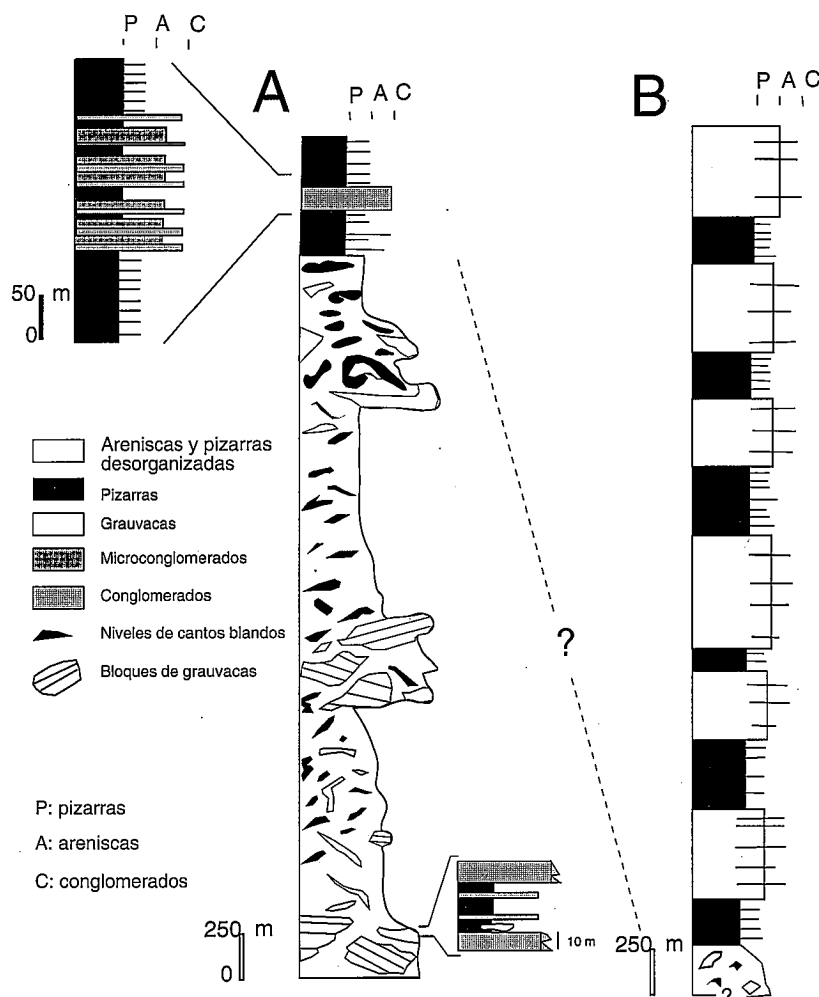 P A C
A
P A C
B
P A C
50 m
0
Areniscas y pizarras
desorganizadas
Pizarras
Grauvacas
Microconglomerados
Conglomerados
Niveles de cantos blandos
Bloques de grauvacas
?
P: pizarras
A: areniscas
C: conglomerados
250 m
0
10 m
250 m
?